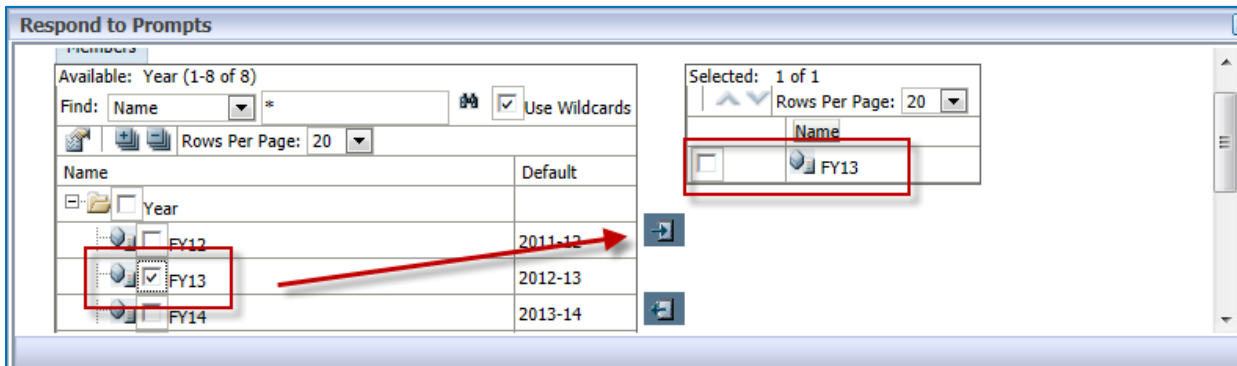 Respond to Prompts
Members
Available: Year (1-8 of 8)
Find: Name * Use Wildcards
Rows Per Page: 20
Name Default
Year
FY12 2011-12
FY13 2012-13
FY14 2013-14
Selected: 1 of 1
Rows Per Page: 20
Name
FY13